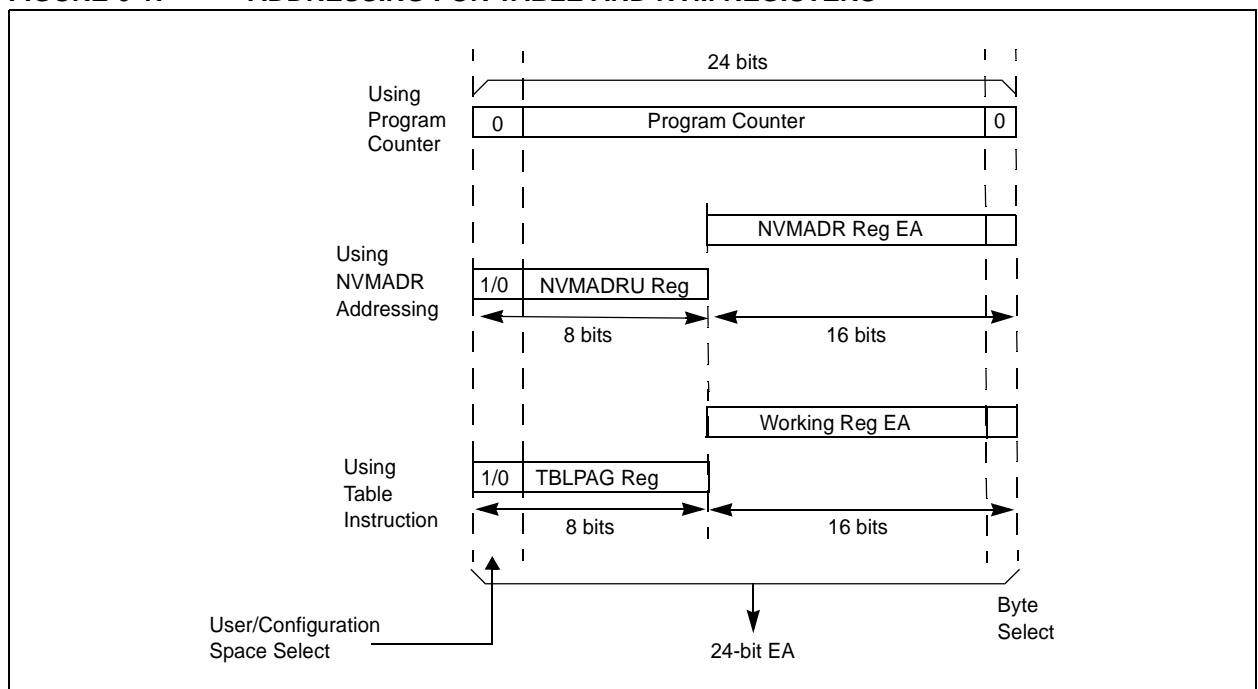 24 bits
Using
Program
Counter
0
Program Counter
0
NVMADR Reg EA
Using
NVMADR
Addressing
1/0
NVMADRU Reg
8 bits
16 bits
Working Reg EA
Using
Table
Instruction
1/0
TBLPAG Reg
8 bits
16 bits
User/Configuration
Space Select
24-bit EA
Byte
Select